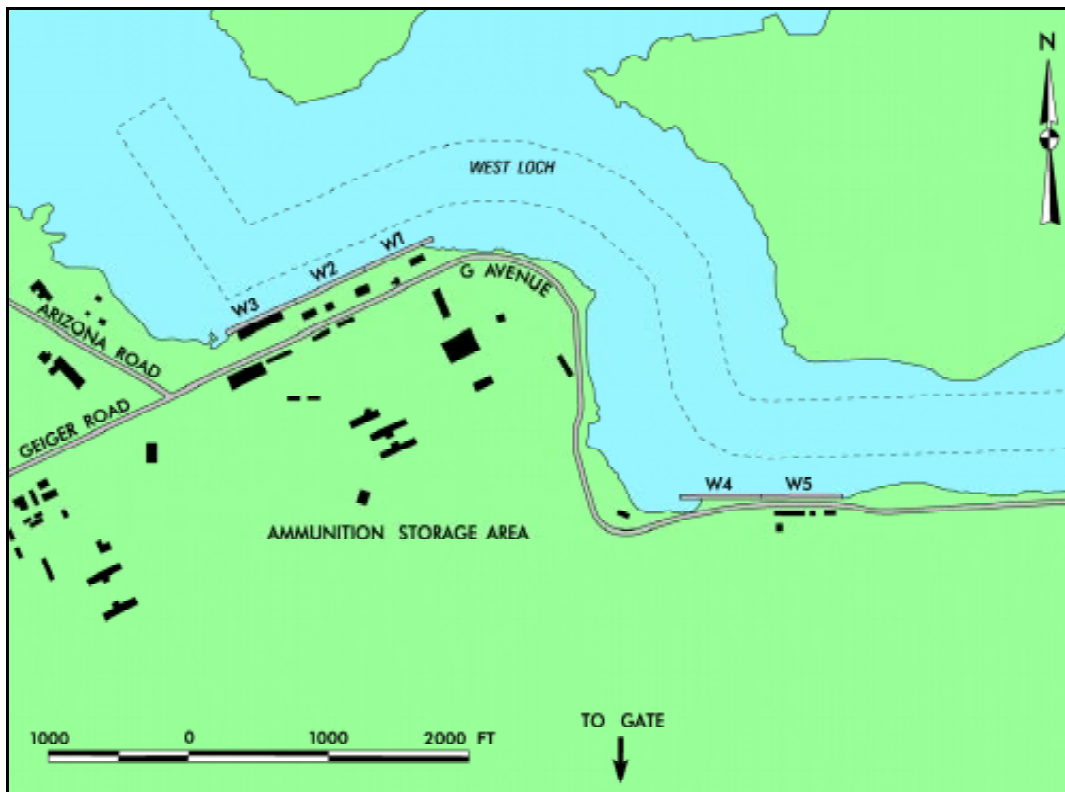 N
WEST LOCH
W1
W2
W3
G AVENUE
ARIZONA ROAD
GEIGER ROAD
W4 W5
AMMUNITION STORAGE AREA
TO GATE
1000 0 1000 2000 FT